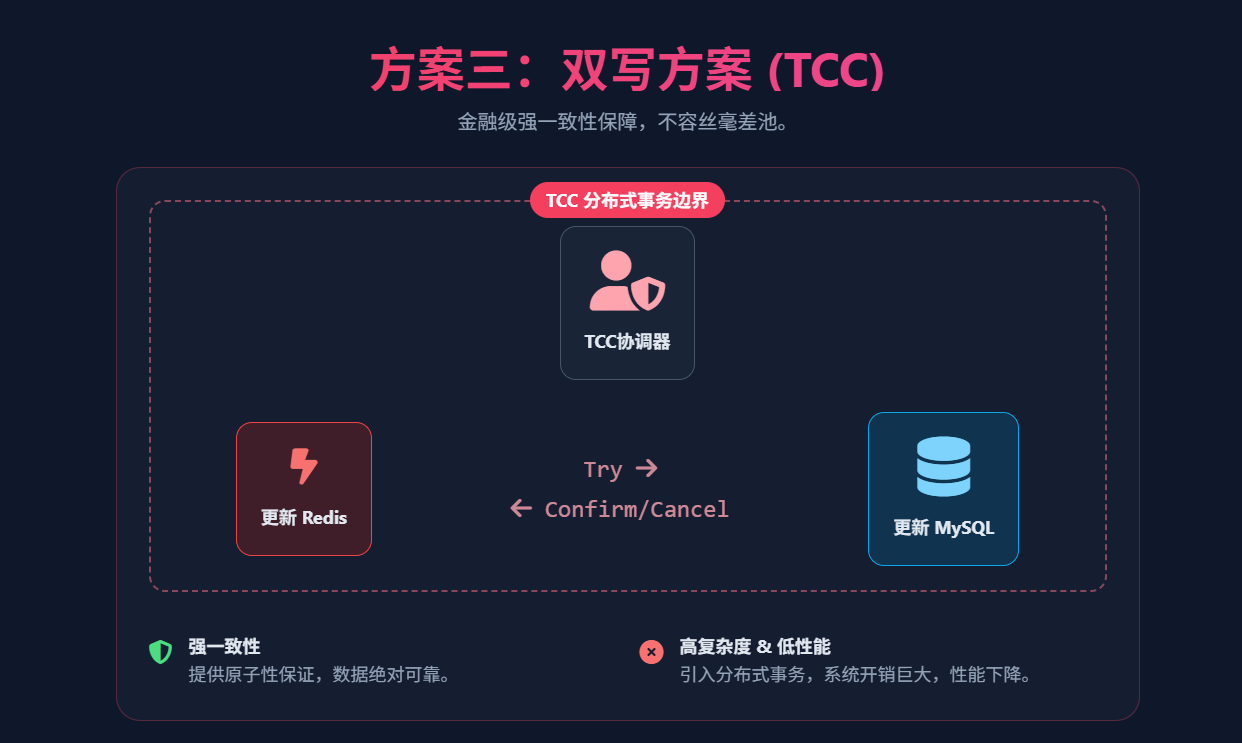 方案三：双写方案 (TCC)
金融级强一致性保障，不容丝毫差池。
TCC 分布式事务边界
TCC协调器
更新 Redis
Try →
← Confirm/Cancel
更新 MySQL
强一致性
提供原子性保证，数据绝对可靠。
高复杂度 & 低性能
引入分布式事务，系统开销巨大，性能下降。